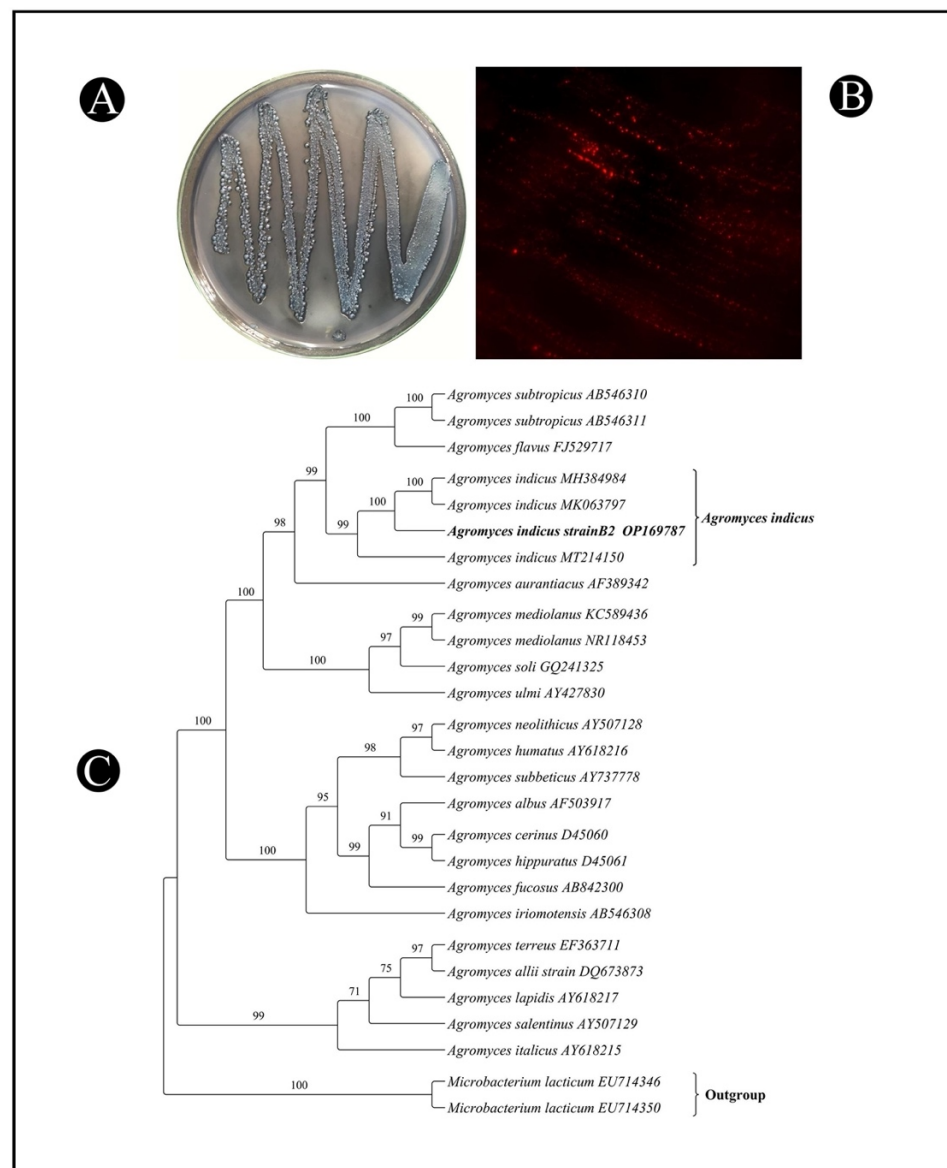 A
B
100
Agromyces subtropicus AB546310
100
Agromyces subtropicus AB546311
Agromyces flavus FJ529717
99
100
Agromyces indicus MH384984
100
Agromyces indicus MK063797
99
Agromyces indicus strainB2 OP169787
Agromyces indicus
98
Agromyces indicus MT214150
Agromyces aurantiacus AF389342
100
99
Agromyces mediolanus KC589436
97
Agromyces mediolanus NR118453
100
Agromyces soli GQ241325
Agromyces ulmi AY427830
100
97
Agromyces neolithicus AY507128
98
Agromyces humatus AY618216
Agromyces subbeticus AY737778
C
95
91
Agromyces albus AF503917
99
Agromyces cerinus D45060
100
99
Agromyces hippuratus D45061
Agromyces fucosus AB842300
Agromyces iriomotensis AB546308
97
Agromyces terreus EF363711
75
Agromyces allii strain DQ673873
71
Agromyces lapidis AY618217
99
Agromyces salentinus AY507129
Agromyces italicus AY618215
100
Microbacterium lacticum EU714346
Outgroup
Microbacterium lacticum EU714350